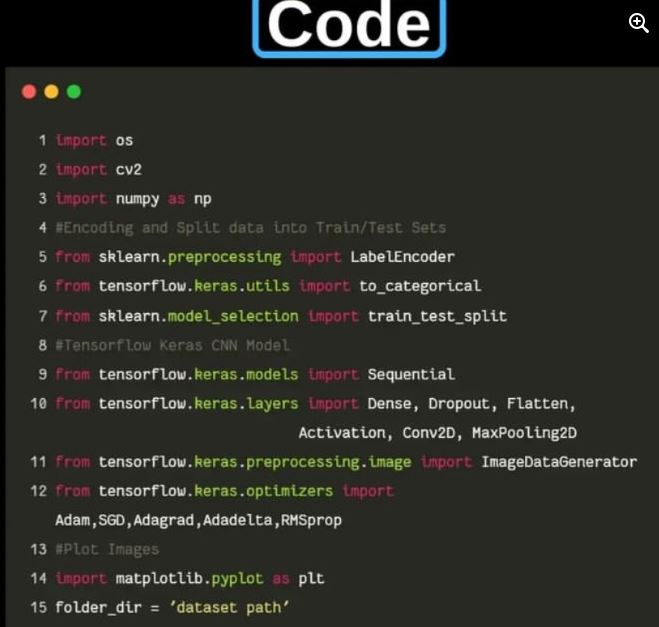 Code
1 import os
2 import cv2
3 import numpy as np
4 #Encoding and Split data into Train/Test Sets
5 from sklearn.preprocessing import LabelEncoder
6 from tensorflow.keras.utils import to_categorical
7 from sklearn.model_selection import train_test_split
8 #Tensorflow Keras CNN Model
9 from tensorflow.keras.models import Sequential
10 from tensorflow.keras.layers import Dense, Dropout, Flatten,
Activation, Conv2D, MaxPooling2D
11 from tensorflow.keras.preprocessing.image import ImageDataGenerator
12 from tensorflow.keras.optimizers import
Adam,SGD,Adagrad,Adadelta,RMSprop
13 #Plot Images
14 import matplotlib.pyplot as plt
15 folder_dir = ‘dataset path’